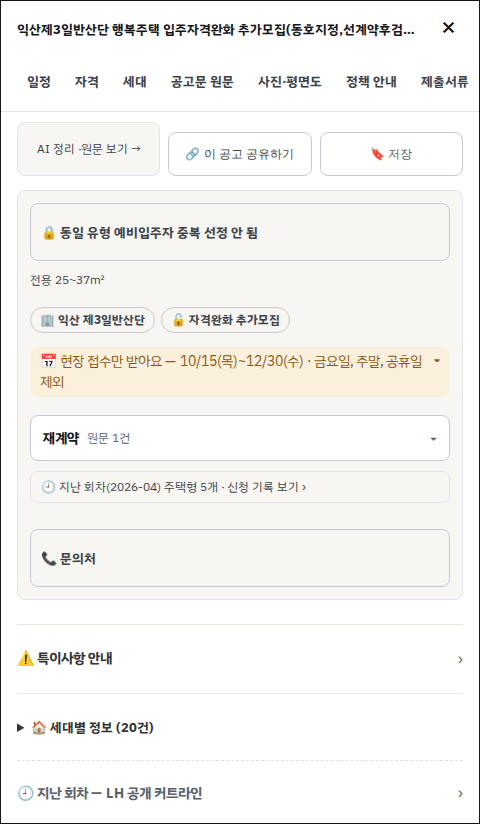 익산제3일반산단 행복주택 입주자격완화 추가모집(동호지정,선계약후검... ✕
일정 자격 세대 공고문 원문 사진·평면도 정책 안내 제출서류
AI 정리 ·원문 보기 →
🔗 이 공고 공유하기
🔖 저장
🔒 동일 유형 예비입주자 중복 선정 안 됨
전용 25~37m²
🏢 익산 제3일반산단
🔓 자격완화 추가모집
📅 현장 접수만 받아요 — 10/15(목)~12/30(수) · 금요일, 주말, 공휴일
제외
재계약 원문 1건
🕘 지난 회차(2026-04) 주택형 5개 · 신청 기록 보기 ›
📞 문의처
⚠️ 특이사항 안내 ›
▶ 🏠 세대별 정보 (20건)
🕘 지난 회차 — LH 공개 커트라인 ›